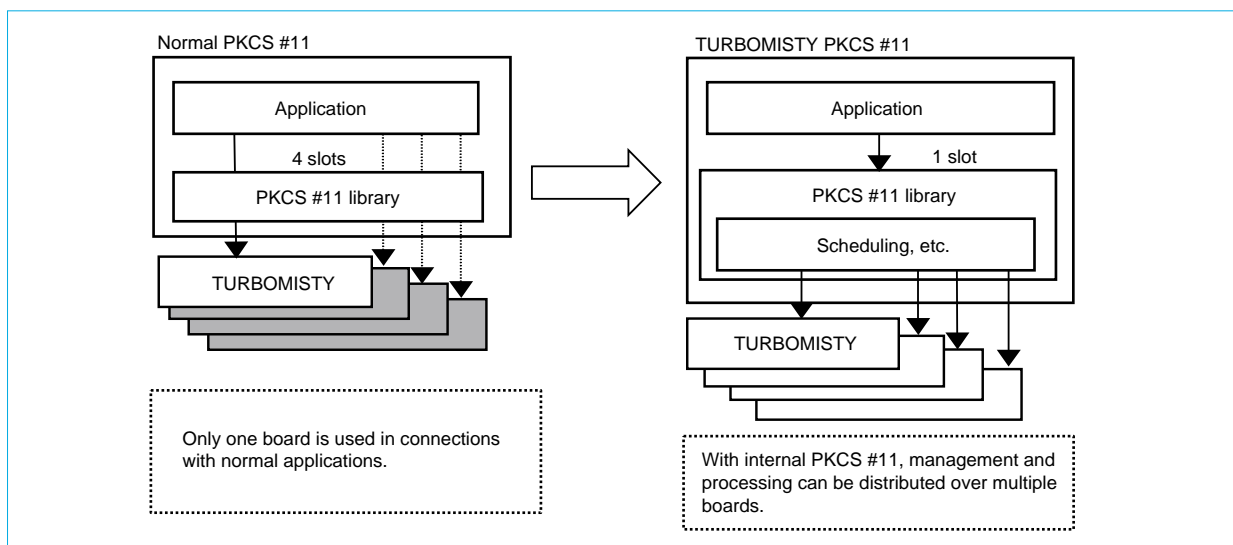 Normal PKCS #11
Application
4 slots
PKCS #11 library
TURBOMISTY
Only one board is used in connections
with normal applications.
TURBOMISTY PKCS #11
Application
1 slot
PKCS #11 library
Scheduling, etc.
TURBOMISTY
With internal PKCS #11, management and
processing can be distributed over multiple
boards.